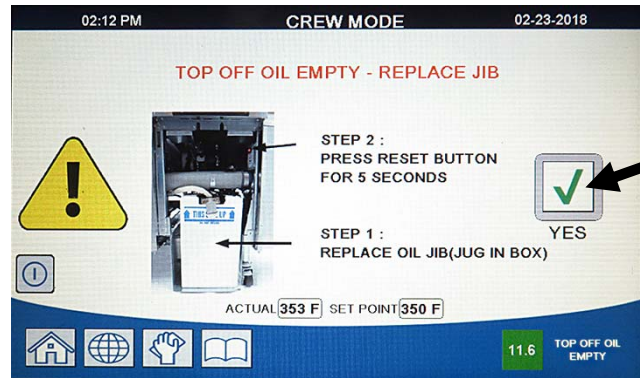 02:12 PM CREW MODE 02-23-2018
TOP OFF OIL EMPTY - REPLACE JIB
STEP 2 :
PRESS RESET BUTTON
FOR 5 SECONDS
YES
STEP 1 :
REPLACE OIL JIB(JUG IN BOX)
ACTUAL 353 F SET POINT 350 F
11.6 TOP OFF OIL
EMPTY